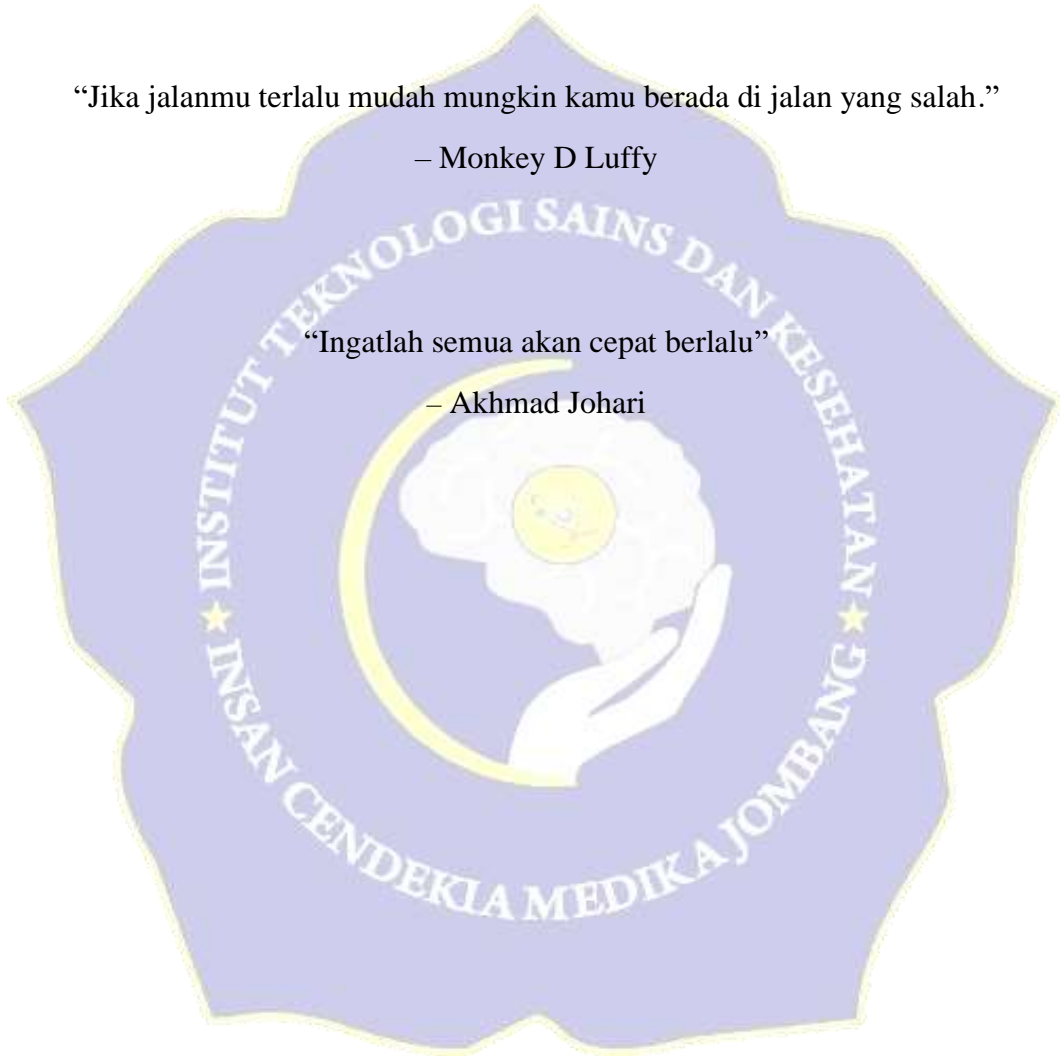 “Jika jalanmu terlalu mudah mungkin kamu berada di jalan yang salah.”
– Monkey D Luffy
INSTITUT TEKNOLOGI SAINS DAN KESEHATAN
“Ingatlah semua akan cepat berlalu”
– Akhmad Johari
INSAN CENDEKIA MEDIKA JOMBANG